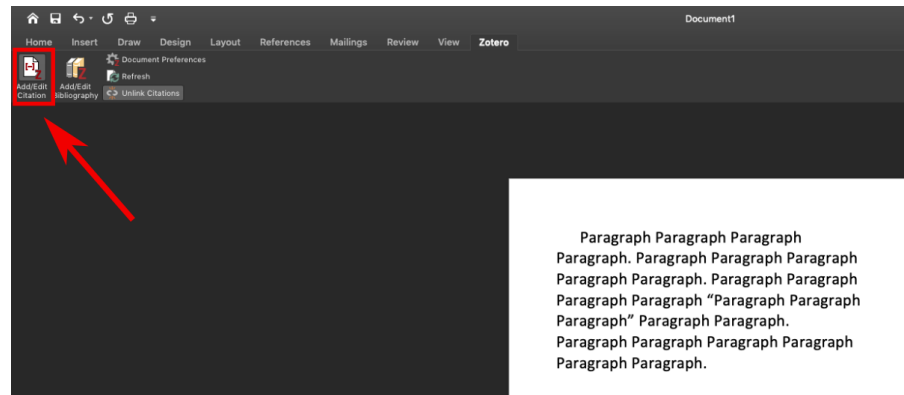 Document1
Home Insert Draw Design Layout References Mailings Review View Zotero
Add/Edit
Citation
Add/Edit
Bibliography
Document Preferences
Refresh
Unlink Citations
Paragraph Paragraph Paragraph
Paragraph. Paragraph Paragraph Paragraph
Paragraph Paragraph. Paragraph Paragraph
Paragraph Paragraph “Paragraph Paragraph
Paragraph” Paragraph Paragraph.
Paragraph Paragraph Paragraph Paragraph
Paragraph Paragraph.